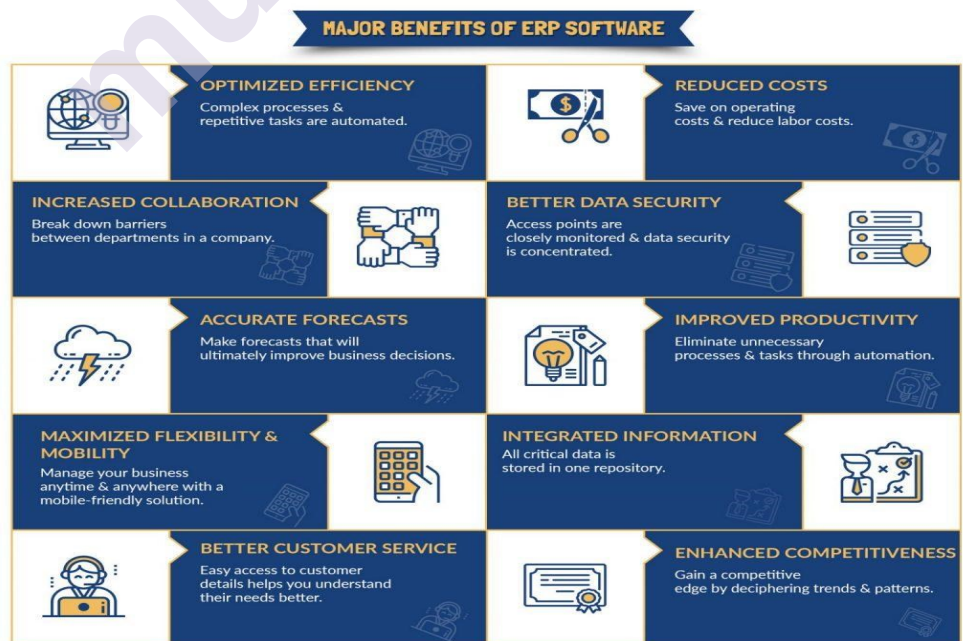 MAJOR BENEFITS OF ERP SOFTWARE
OPTIMIZED EFFICIENCY
Complex processes &
repetitive tasks are automated.
REDUCED COSTS
Save on operating
costs & reduce labor costs.
INCREASED COLLABORATION
Break down barriers
between departments in a company.
BETTER DATA SECURITY
Access points are
closely monitored & data security
is concentrated.
ACCURATE FORECASTS
Make forecasts that will
ultimately improve business decisions.
IMPROVED PRODUCTIVITY
Eliminate unnecessary
processes & tasks through automation.
MAXIMIZED FLEXIBILITY &
MOBILITY
Manage your business
anytime & anywhere with a
mobile-friendly solution.
INTEGRATED INFORMATION
All critical data is
stored in one repository.
BETTER CUSTOMER SERVICE
Easy access to customer
details helps you understand
their needs better.
ENHANCED COMPETITIVENESS
Gain a competitive
edge by deciphering trends & patterns.